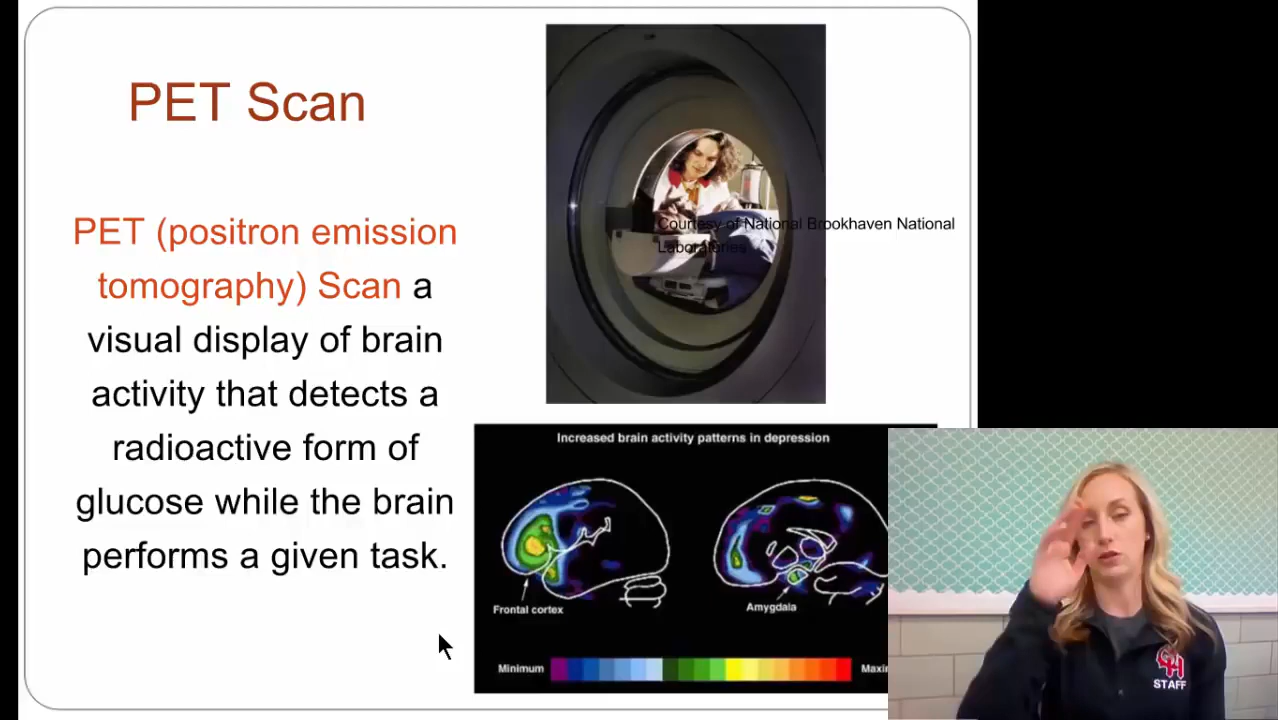 PET Scan
PET (positron emission
tomography) Scan a
visual display of brain
activity that detects a
radioactive form of
glucose while the brain
performs a given task.
Courtesy of National Brookhaven National
Laboratories
Increased brain activity patterns in depression
Frontal cortex
Amygdala
Minimum
Maxi
STAFF